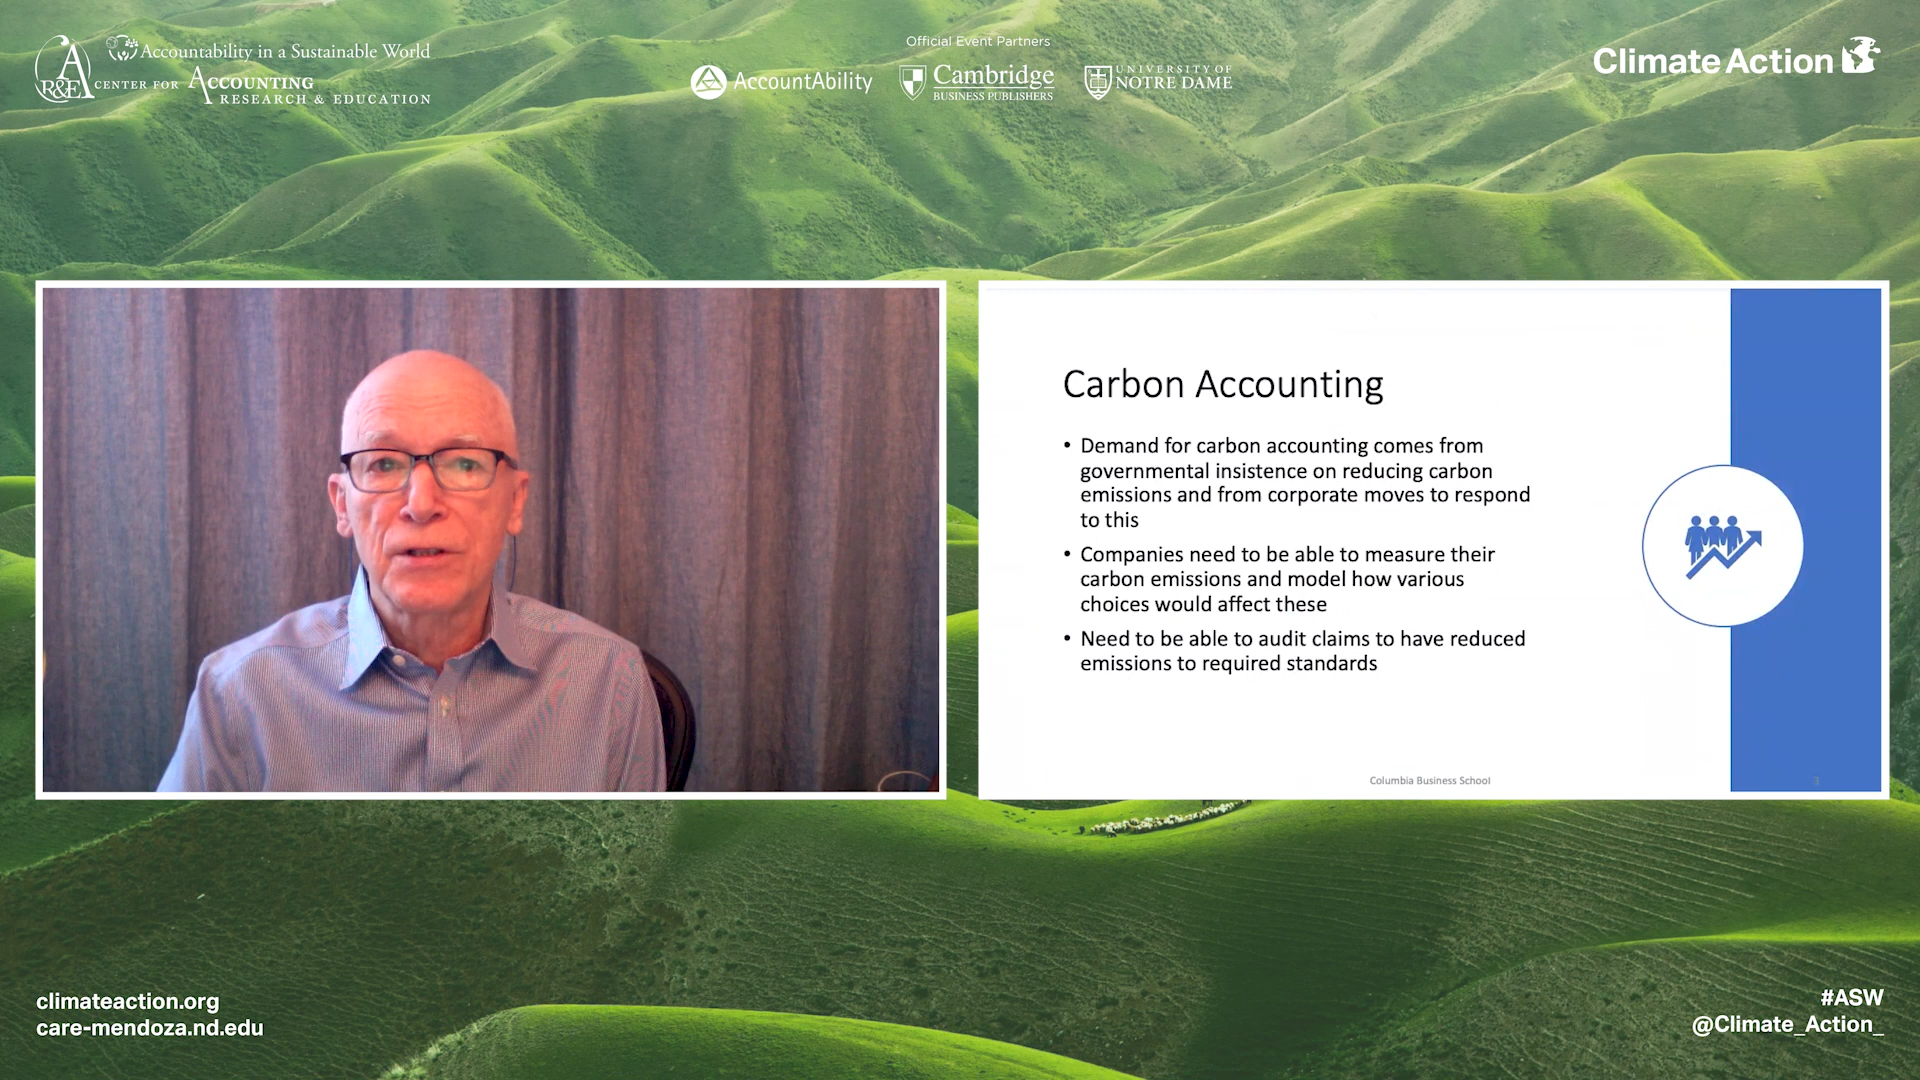 Accountability in a Sustainable World
R&E
A
CENTER FOR ACCOUNTING
RESEARCH & EDUCATION
Official Event Partners
AccountAbility
Cambridge
BUSINESS PUBLISHERS
UNIVERSITY OF
NOTRE DAME
Climate Action
Carbon Accounting
• Demand for carbon accounting comes from
governmental insistence on reducing carbon
emissions and from corporate moves to respond
to this
• Companies need to be able to measure their
carbon emissions and model how various
choices would affect these
• Need to be able to audit claims to have reduced
emissions to required standards
Columbia Business School
3
climateaction.org
care-mendoza.nd.edu
#ASW
@Climate_Action_